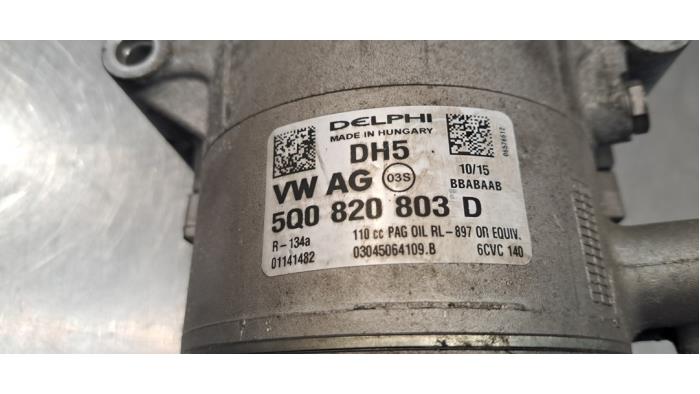 DELPHI
MADE IN HUNGARY
DH5
VW AG 03S
10/15
BBABAAB
5Q0 820 803 D
R-134a 110 cc PAG OIL RL-897 OR EQUIV.
01141482 03045064109.B 6CVC 140
06576512